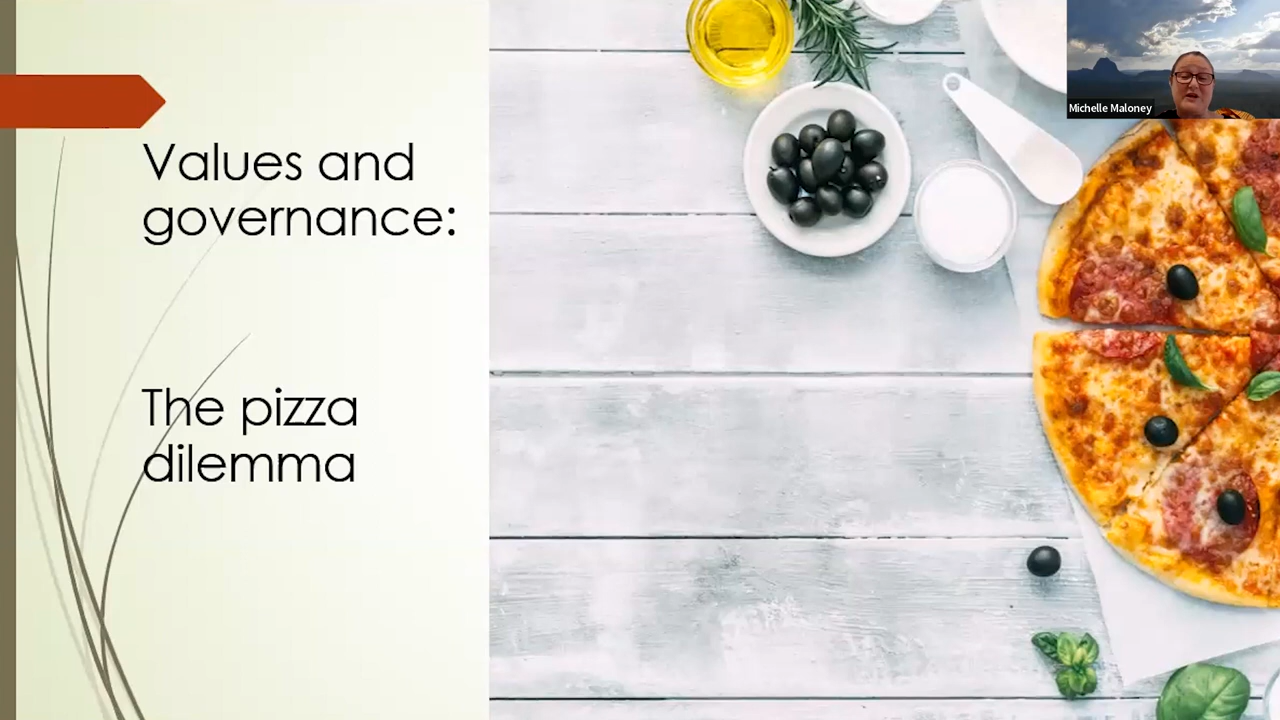 Values and
governance:
The pizza
dilemma
Michelle Maloney